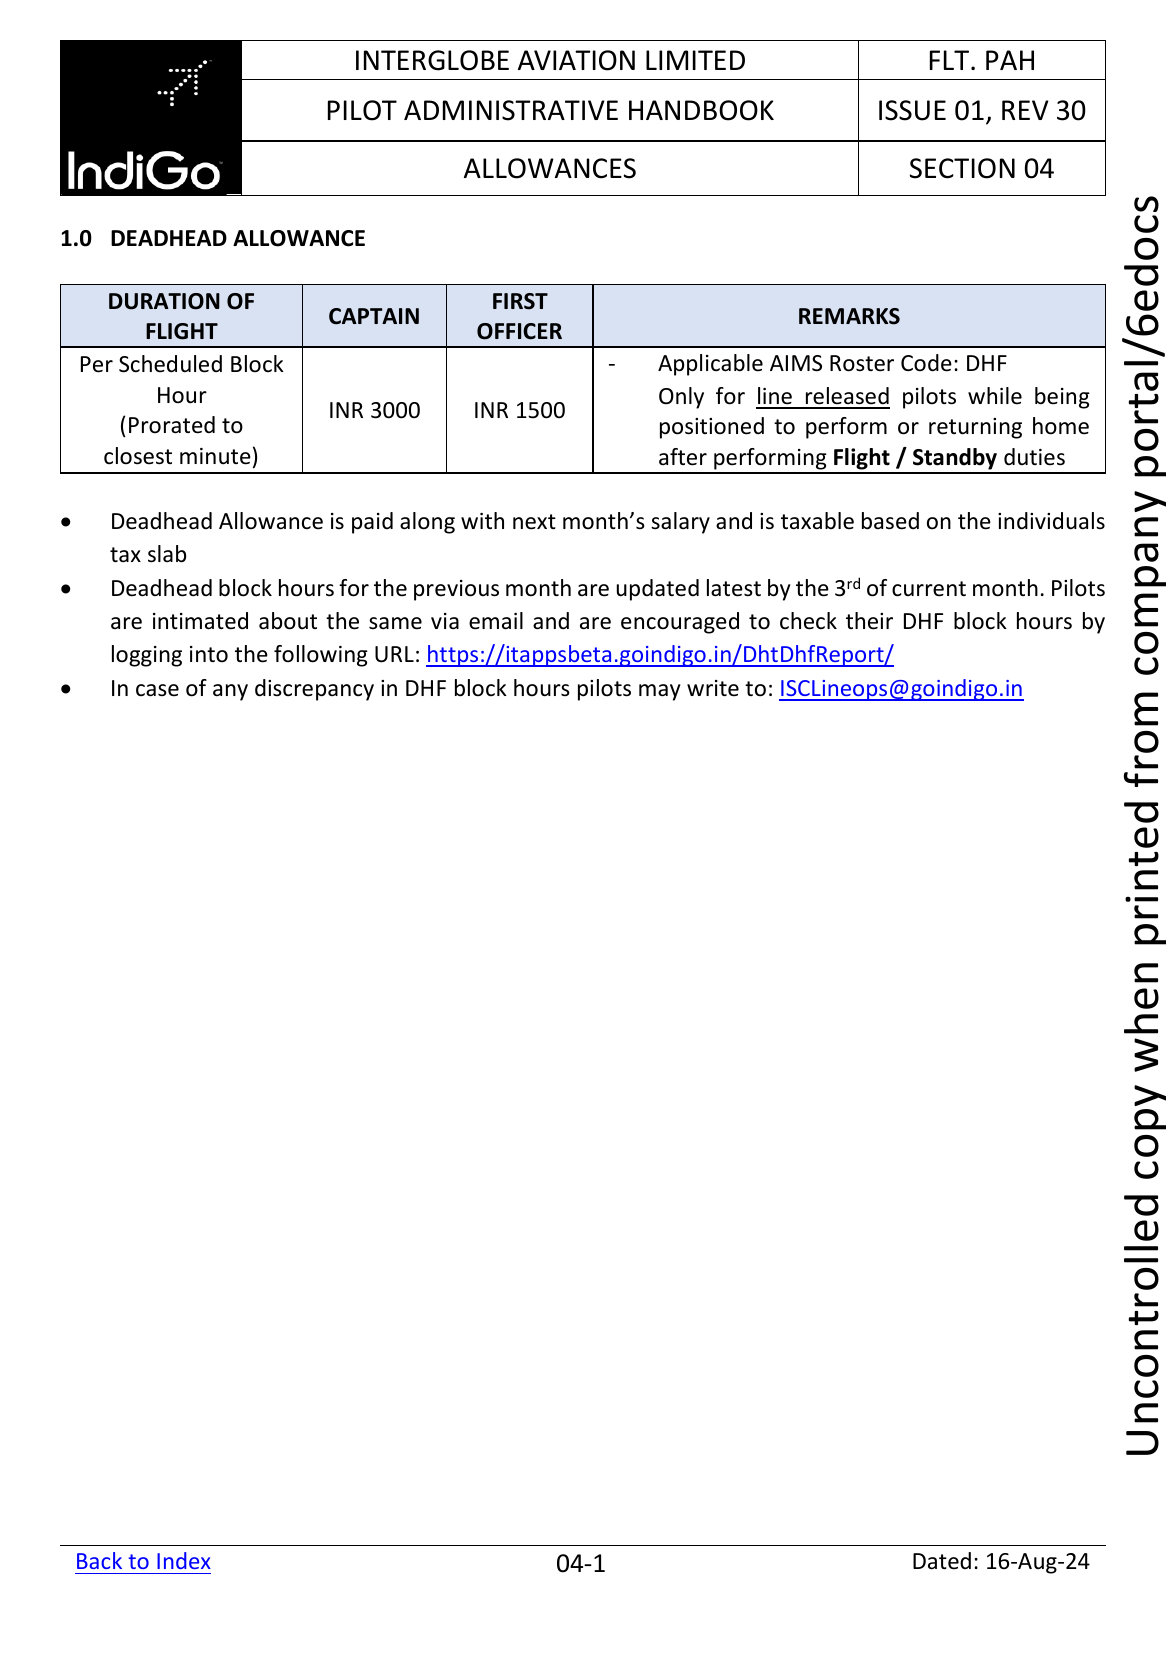 INTERGLOBE AVIATION LIMITED
FLT. PAH
PILOT ADMINISTRATIVE HANDBOOK
ISSUE 01, REV 30
IndiGo
ALLOWANCES
SECTION 04
1.0 DEADHEAD ALLOWANCE
DURATION OF
FLIGHT
CAPTAIN
FIRST
OFFICER
REMARKS
Per Scheduled Block
Hour
(Prorated to
closest minute)
INR 3000
INR 1500
- Applicable AIMS Roster Code: DHF
Only for line released pilots while being
positioned to perform or returning home
after performing Flight / Standby duties
• Deadhead Allowance is paid along with next month’s salary and is taxable based on the individuals
tax slab
• Deadhead block hours for the previous month are updated latest by the 3rd of current month. Pilots
are intimated about the same via email and are encouraged to check their DHF block hours by
logging into the following URL: https://itappsbeta.goindigo.in/DhtDhfReport/
• In case of any discrepancy in DHF block hours pilots may write to: ISCLineops@goindigo.in
Uncontrolled copy when printed from company portal/6edocs
Back to Index
04-1
Dated: 16-Aug-24